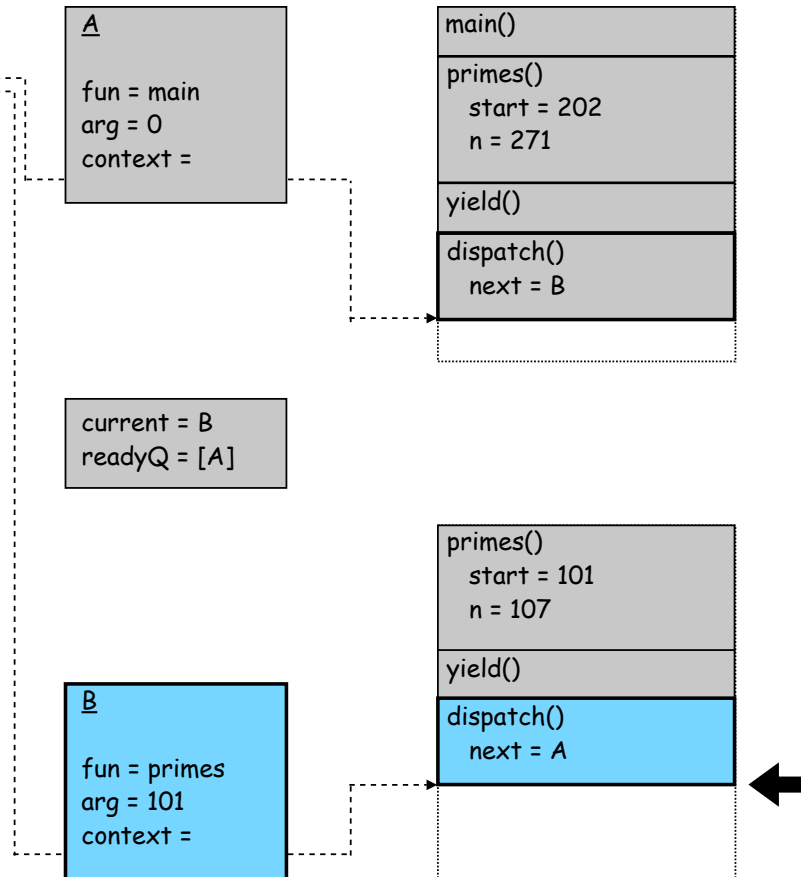 A
fun = main
arg = 0
context =
main()
primes()
start = 202
n = 271
yield()
dispatch()
next = B
current = B
readyQ = [A]
primes()
start = 101
n = 107
yield()
dispatch()
next = A
B
fun = primes
arg = 101
context =